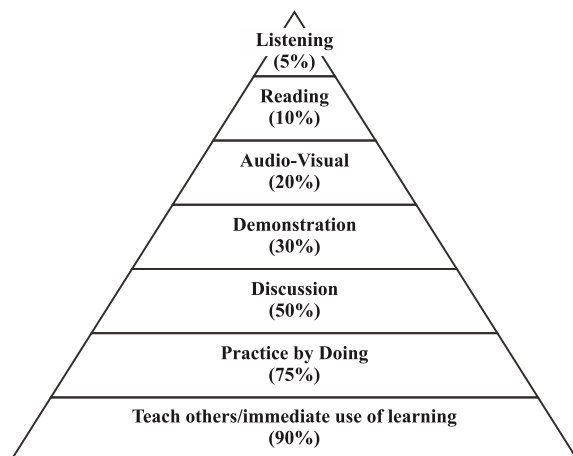 Listening
(5%)
Reading
(10%)
Audio-Visual
(20%)
Demonstration
(30%)
Discussion
(50%)
Practice by Doing
(75%)
Teach others/immediate use of learning
(90%)